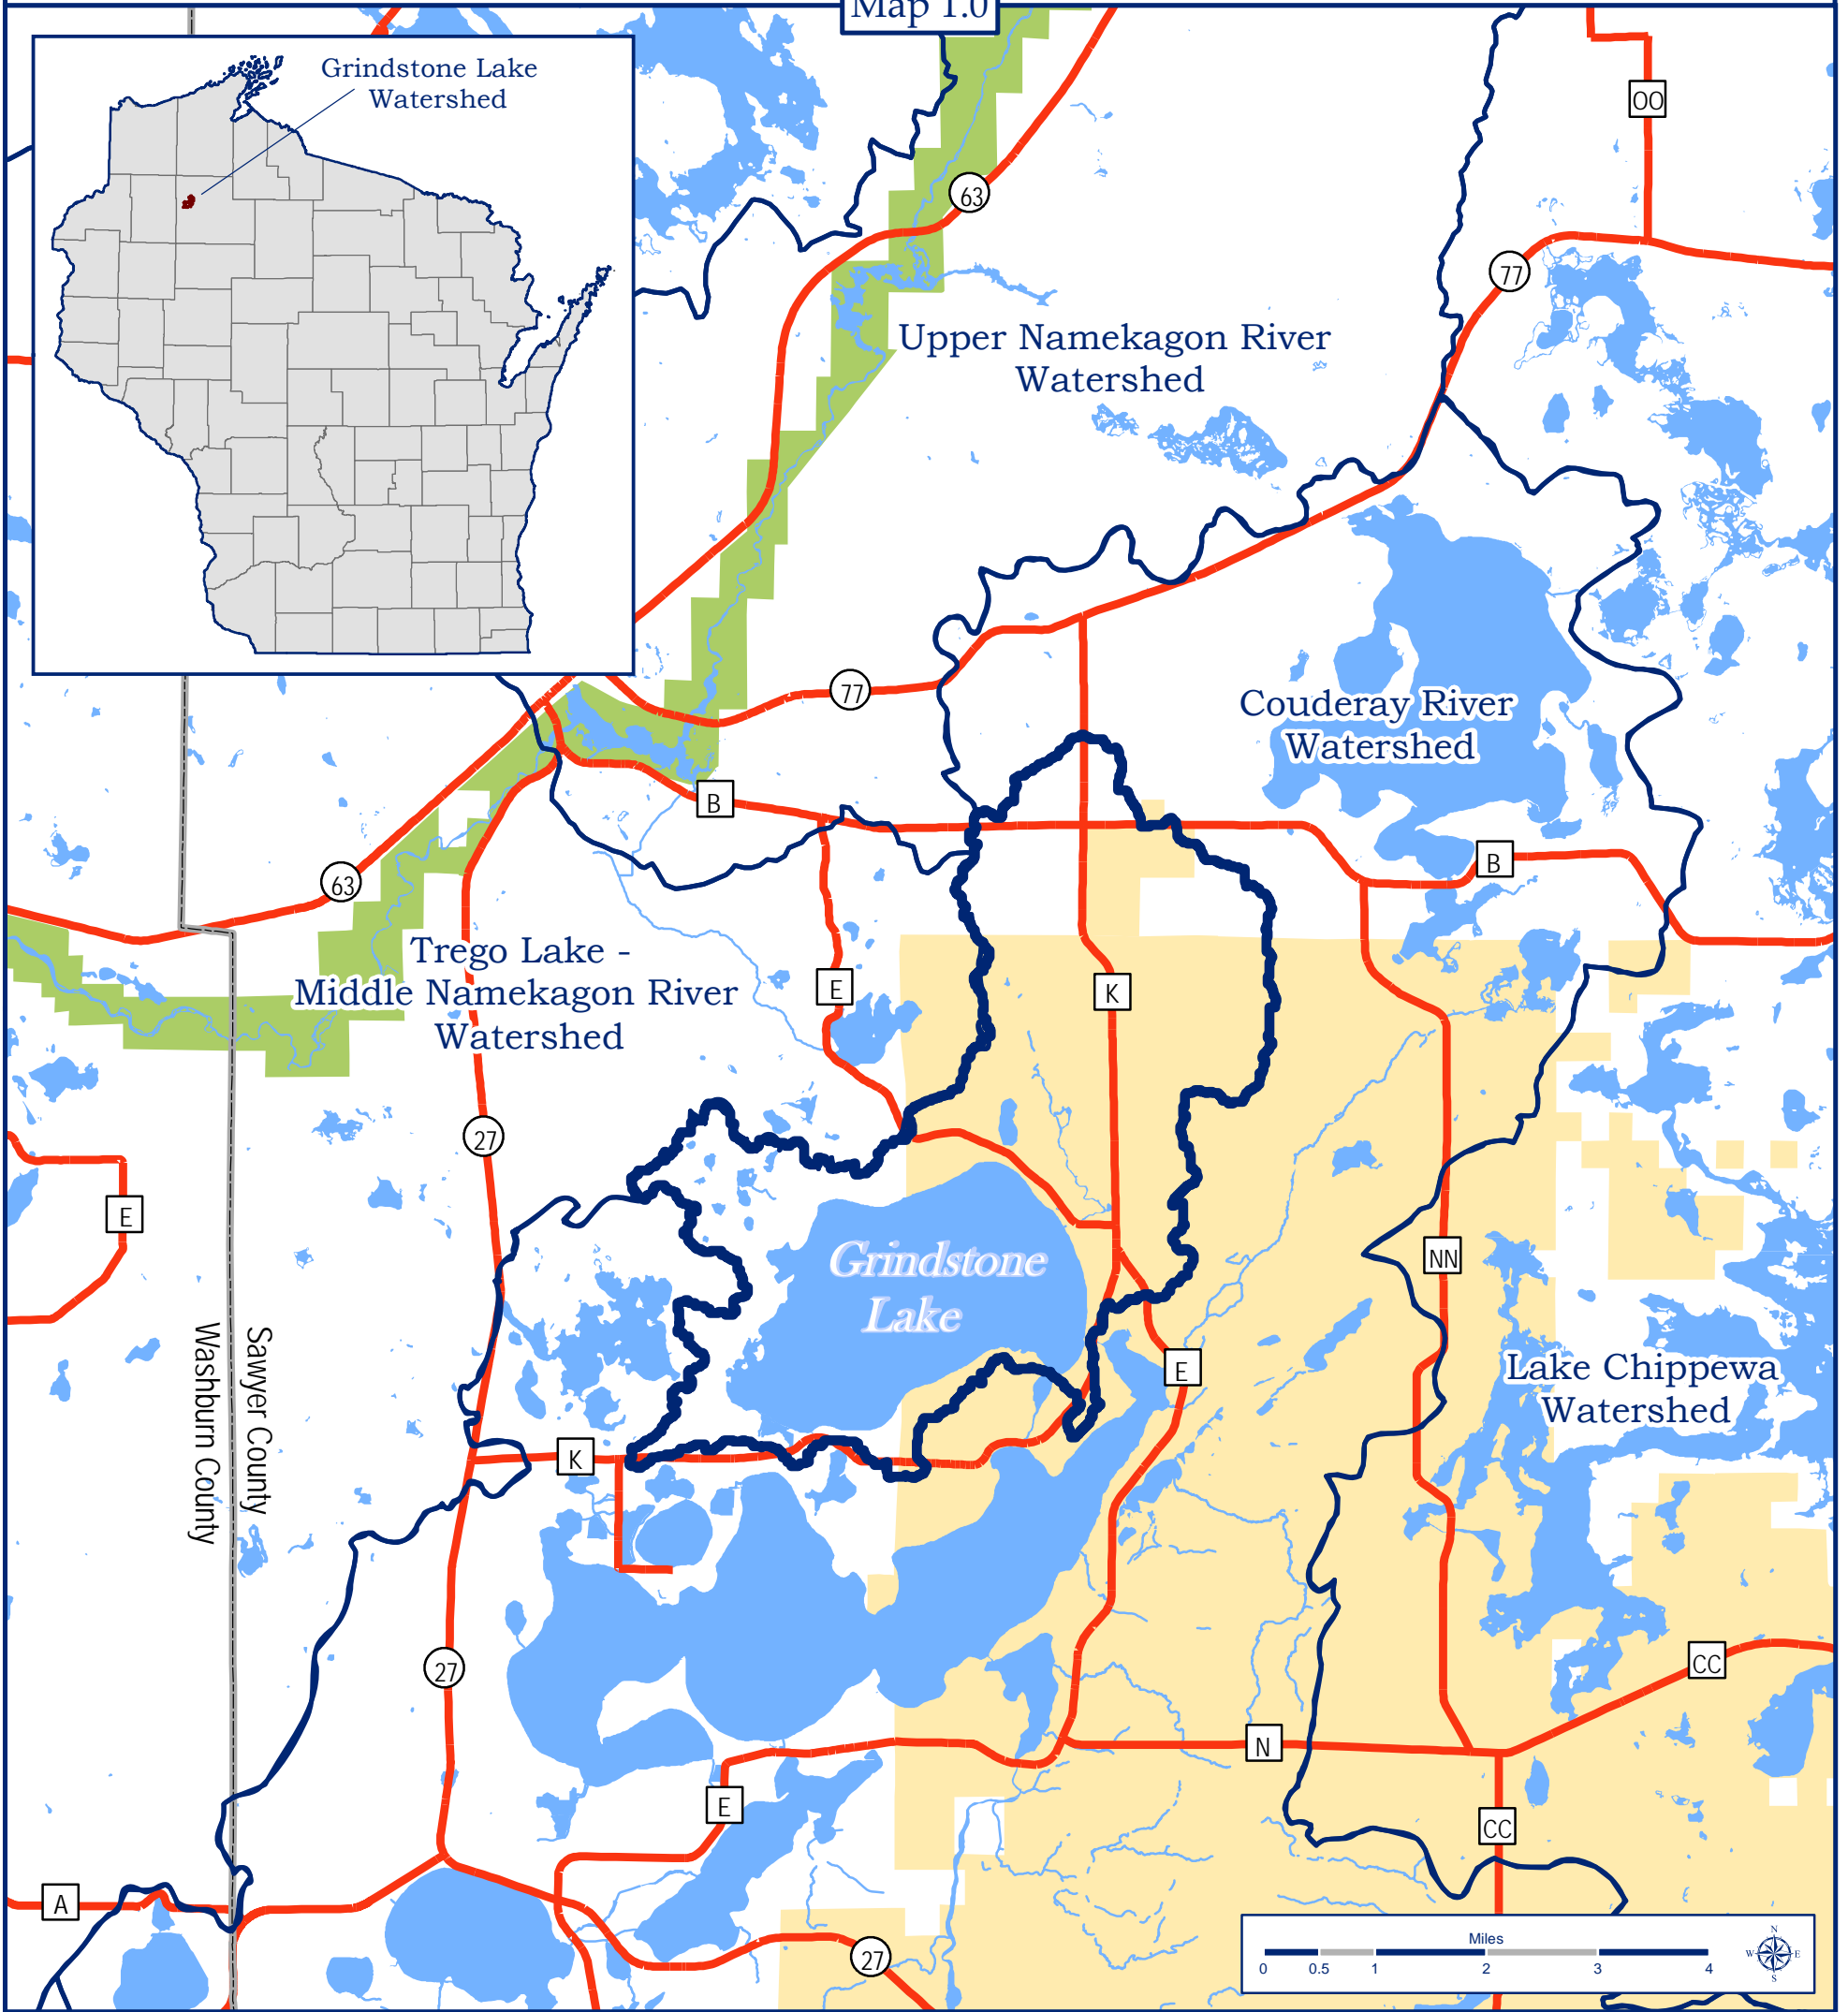 Map 1.0
Grindstone Lake
Watershed
OO
63
77
Upper Namekagon River
Watershed
77
Couderay River
Watershed
B
B
63
Trego Lake -
Middle Namekagon River
Watershed
E
K
27
E
Grindstone
Lake
NN
Sawyer County
Washburn County
E
Lake Chippewa
Watershed
K
27
CC
N
E
CC
A
27
Miles
0 0.5 1 2 3 4
N
W E
S